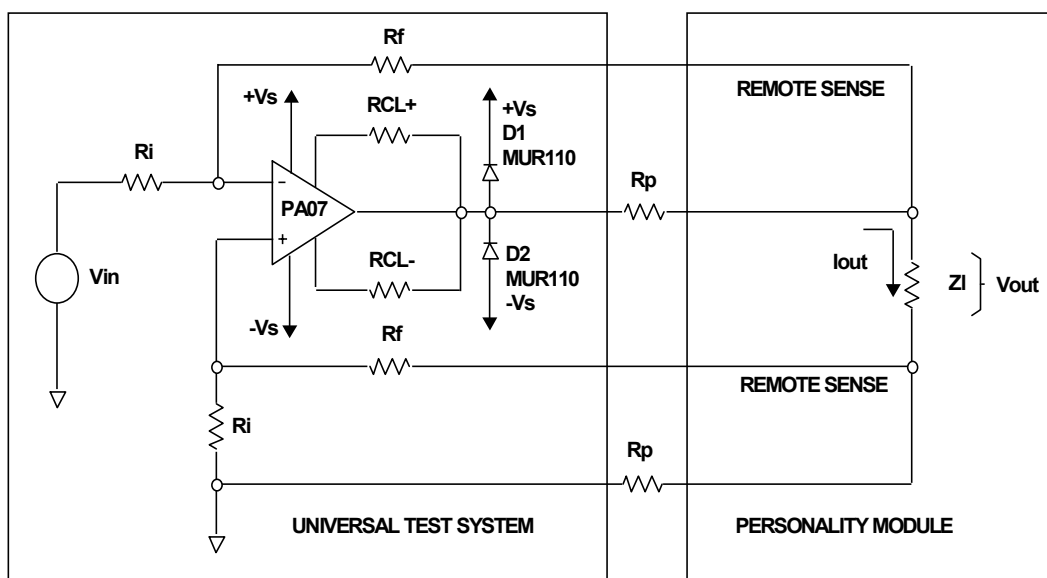 Rf
REMOTE SENSE
+Vs
RCL+
+Vs
D1
MUR110
Ri
Rp
−
PA07
+
Vin
RCL-
D2
MUR110
-Vs
Iout
Zl
Vout
-Vs
Rf
REMOTE SENSE
Ri
Rp
UNIVERSAL TEST SYSTEM
PERSONALITY MODULE